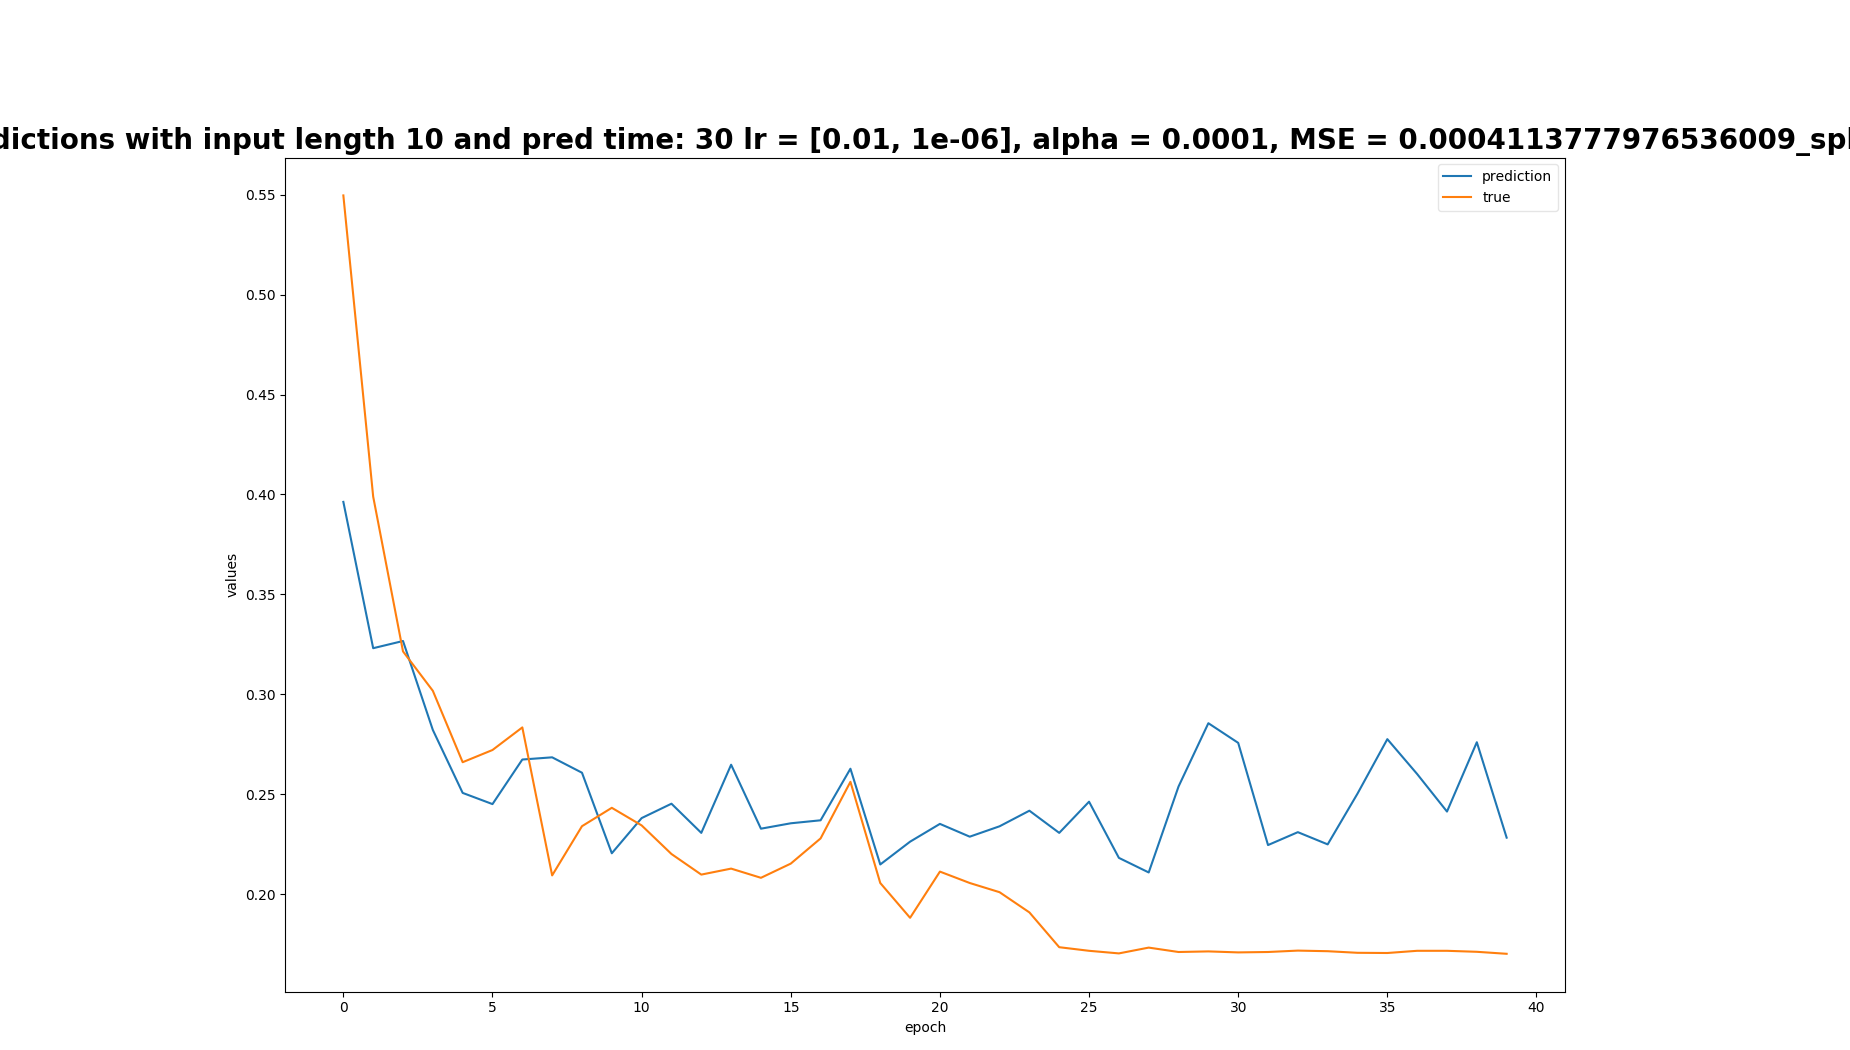 dictions with input length 10 and pred time: 30 lr = [0.01, 1e-06], alpha = 0.0001, MSE = 0.0004113777976536009_spl
prediction
true
0.55
0.50
0.45
0.40
0.35
0.30
0.25
0.20
values
0 5 10 15 20 25 30 35 40
epoch